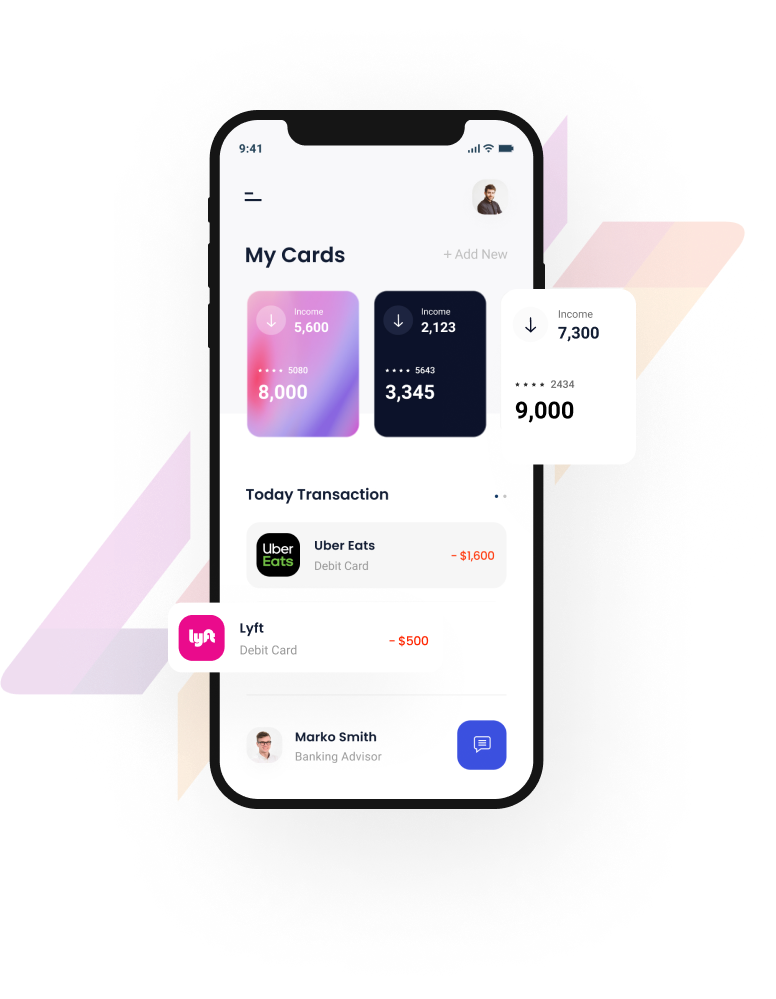 9:41
My Cards
+ Add New
Income
5,600
**** 5080
8,000
Income
2,123
**** 5643
3,345
Income
7,300
**** 2434
9,000
Today Transaction
Uber
Eats
Uber Eats
Debit Card
- $1,600
lyft
Lyft
Debit Card
- $500
Marko Smith
Banking Advisor